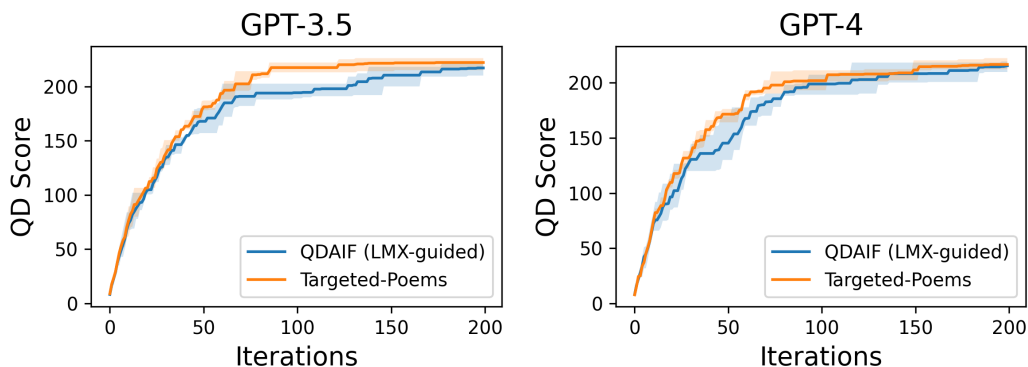 GPT-3.5
QD Score
200
150
100
50
0
QDAIF (LMX-guided)
Targeted-Poems
0 50 100 150 200
Iterations
GPT-4
QD Score
200
150
100
50
0
QDAIF (LMX-guided)
Targeted-Poems
0 50 100 150 200
Iterations